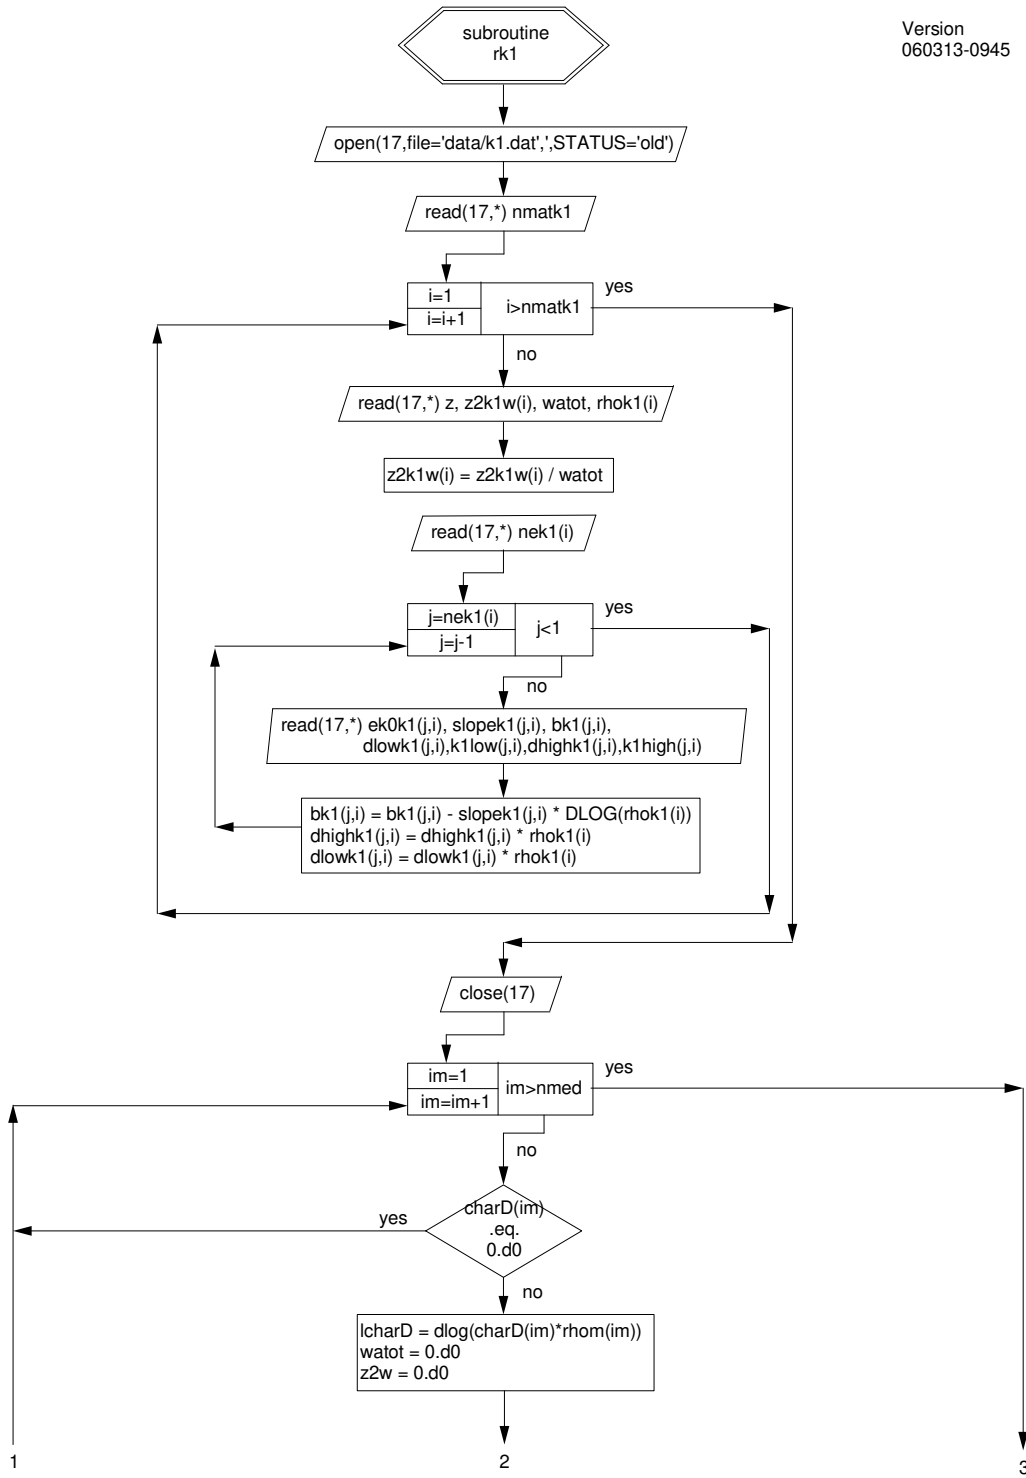 subroutine
rk1
Version
060313-0945
open(17,file='data/k1.dat',',STATUS='old')
read(17,*) nmatk1
i=1
i=i+1
i>nmatk1
yes
no
read(17,*) z, z2k1w(i), watot, rhok1(i)
z2k1w(i) = z2k1w(i) / watot
read(17,*) nek1(i)
j=nek1(i)
j=j-1
j<1
yes
no
read(17,*) ek0k1(j,i), slopek1(j,i), bk1(j,i),
dlowk1(j,i),k1low(j,i),dhighk1(j,i),k1high(j,i)
bk1(j,i) = bk1(j,i) - slopek1(j,i) * DLOG(rhok1(i))
dhighk1(j,i) = dhighk1(j,i) * rhok1(i)
dlowk1(j,i) = dlowk1(j,i) * rhok1(i)
close(17)
im=1
im=im+1
im>nmed
yes
no
charD(im)
.eq.
0.d0
yes
no
lcharD = dlog(charD(im)*rhom(im))
watot = 0.d0
z2w = 0.d0
1
2
3